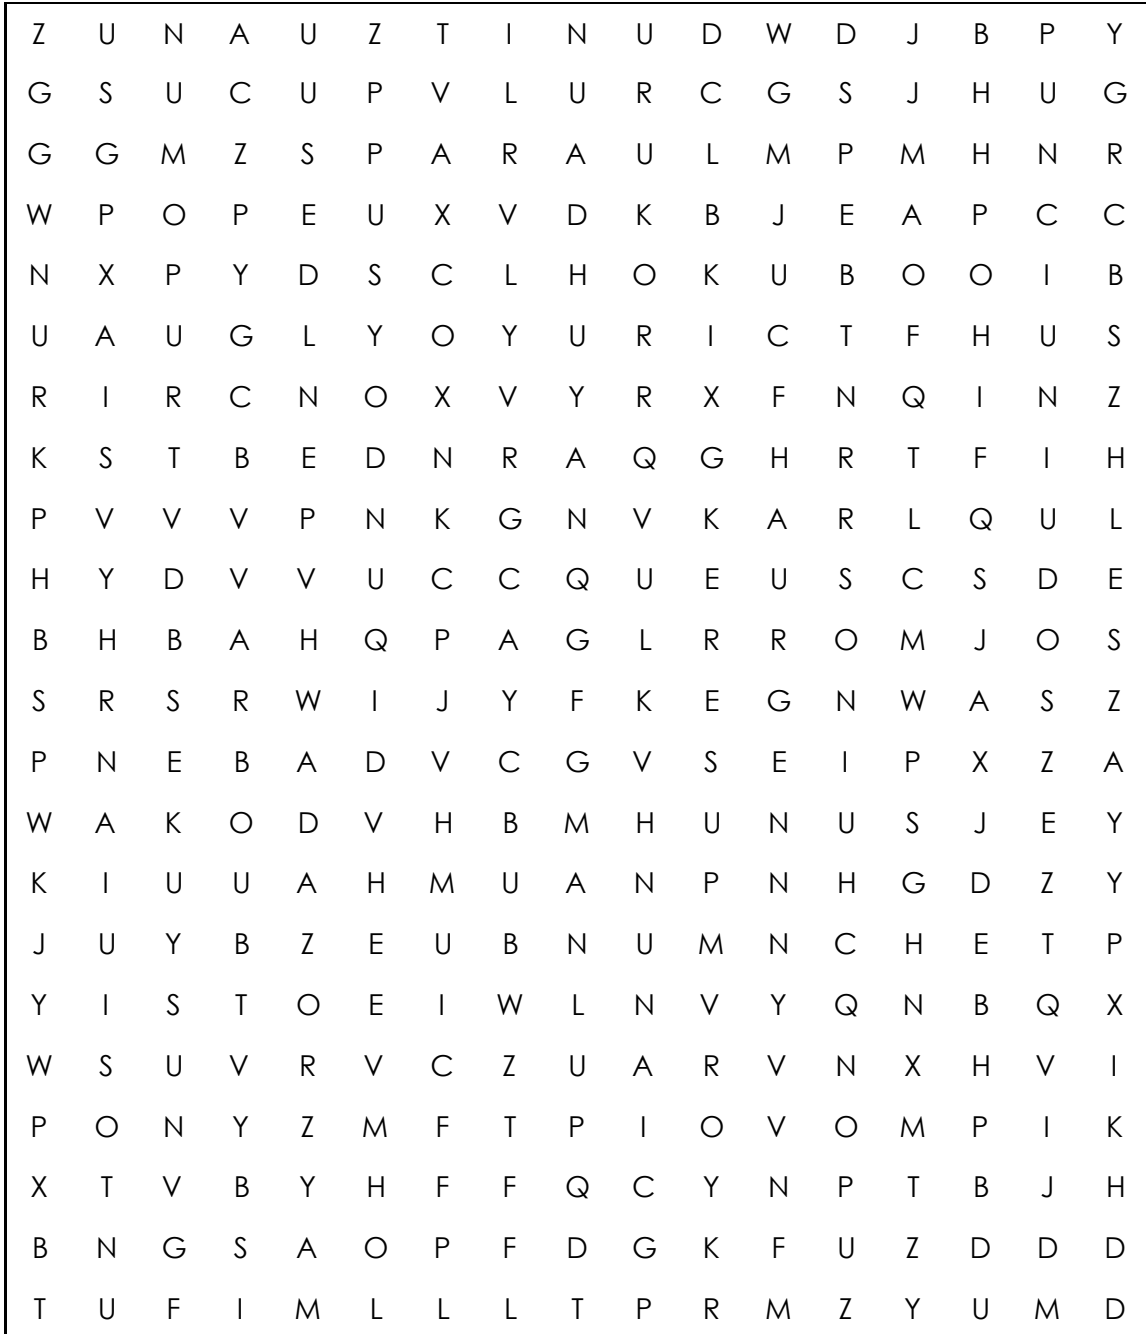 Z U N A U Z T I N U D W D J B P Y
G S U C U P V L U R C G S J H U G
G G M Z S P A R A U L M P M H N R
W P O P E U X V D K B J E A P C C
N X P Y D S C L H O K U B O O I B
U A U G L Y O Y U R I C T F H U S
R I R C N O X V Y R X F N Q I N Z
K S T B E D N R A Q G H R T F I H
P V V V P N K G N V K A R L Q U L
H Y D V V U C C Q U E U S C S D E
B H B A H Q P A G L R R O M J O S
S R S R W I J Y F K E G N W A S Z
P N E B A D V C G V S E I P X Z A
W A K O D V H B M H U N U S J E Y
K I U U A H M U A N P N H G D Z Y
J U Y B Z E U B N U M N C H E T P
Y I S T O E I W L N V Y Q N B Q X
W S U V R V C Z U A R V N X H V I
P O N Y Z M F T P I O V O M P I K
X T V B Y H F F Q C Y N P T B J H
B N G S A O P F D G K F U Z D D D
T U F I M L L L T P R M Z Y U M D